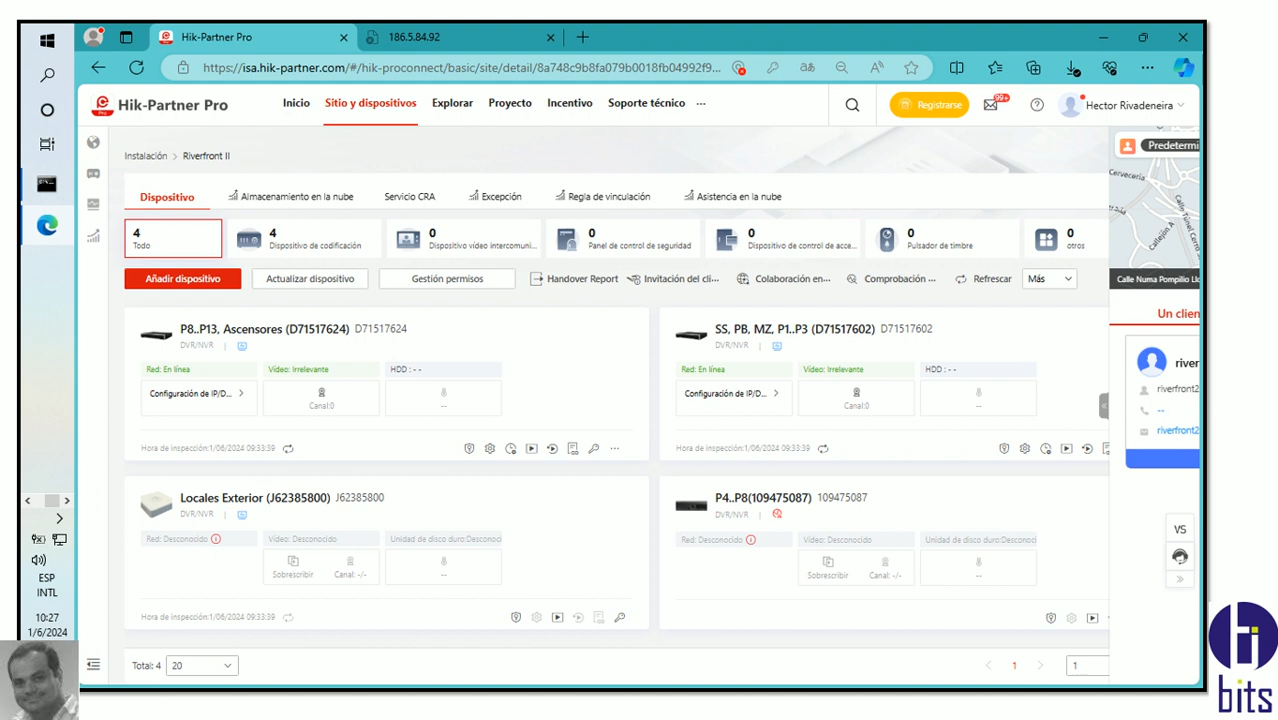 Hik-Partner Pro
186.5.84.92
https://isa.hik-partner.com/#/hik-proconnect/basic/site/detail/8a748c9b8fa079b0018fb04992f9...
Hik-Partner Pro
Inicio
Sitio y dispositivos
Explorar
Proyecto
Incentivo
Soporte técnico
...
Registrarse
99+
Hector Rivadeneira
Instalación > Riverfront II
Predetermi
Cervecería
Callejón A
Calle Numa Pompilio Llo
Dispositivo
Almacenamiento en la nube
Servicio CRA
Excepción
Regla de vinculación
Asistencia en la nube
4
Todo
4
Dispositivo de codificación
0
Dispositivo vídeo intercomuni...
0
Panel de control de seguridad
0
Dispositivo de control de acce...
0
Pulsador de timbre
0
otros
Añadir dispositivo
Actualizar dispositivo
Gestión permisos
Handover Report
Invitación del cli...
Colaboración en...
Comprobación ...
Refrescar
Más
P8..P13, Ascensores (D71517624) D71517624
DVR/NVR |
Red: En línea
Vídeo: Irrelevante
HDD : - -
Configuración de IP/D... >
Canal:0
--
Hora de inspección:1/06/2024 09:33:39
SS, PB, MZ, P1..P3 (D71517602) D71517602
DVR/NVR |
Red: En línea
Vídeo: Irrelevante
HDD : - -
Configuración de IP/D... >
Canal:0
--
Hora de inspección:1/06/2024 09:33:39
Un clien
river
riverfront2
--
riverfront2
Locales Exterior (J62385800) J62385800
DVR/NVR |
Red: Desconocido
Vídeo: Desconocido
Unidad de disco duro:Desconoci
Sobrescribir
Canal: -/-
--
Hora de inspección:1/06/2024 09:33:39
P4..P8(109475087) 109475087
DVR/NVR |
Red: Desconocido
Vídeo: Desconocido
Unidad de disco duro:Desconoci
Sobrescribir
Canal: -/-
--
VS
Total: 4
20
1
1
ESP
INTL
10:27
1/6/2024
hj
bits